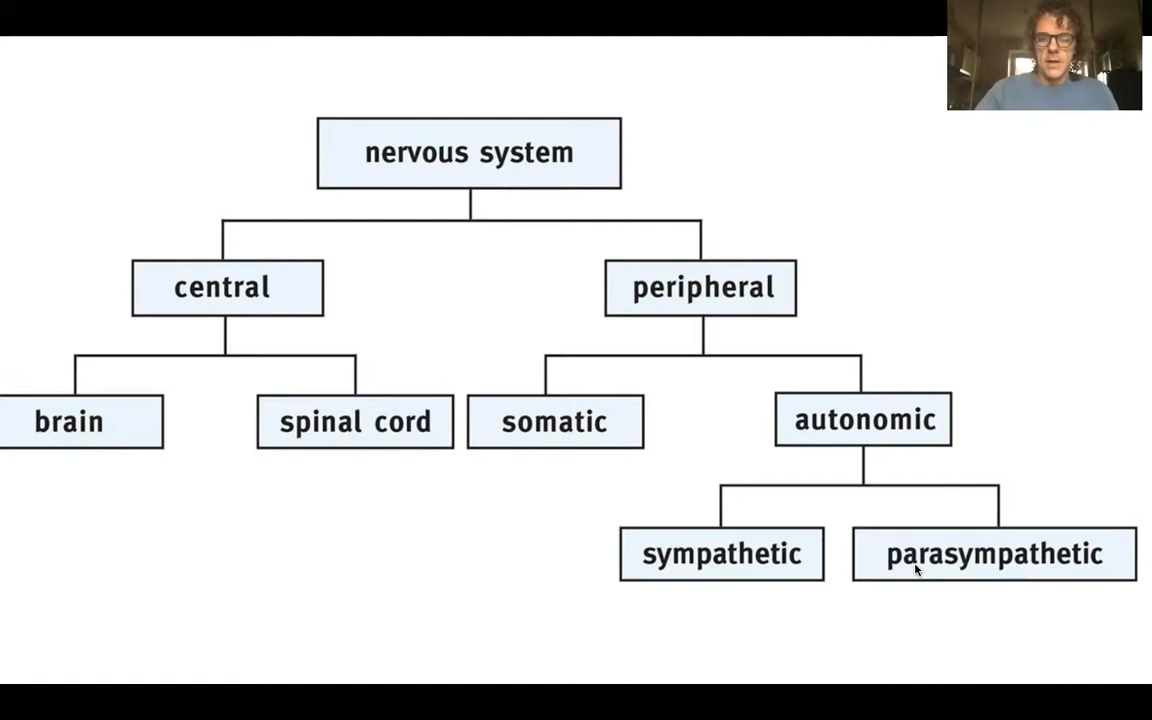 nervous system
central
peripheral
brain
spinal cord
somatic
autonomic
sympathetic
parasympathetic